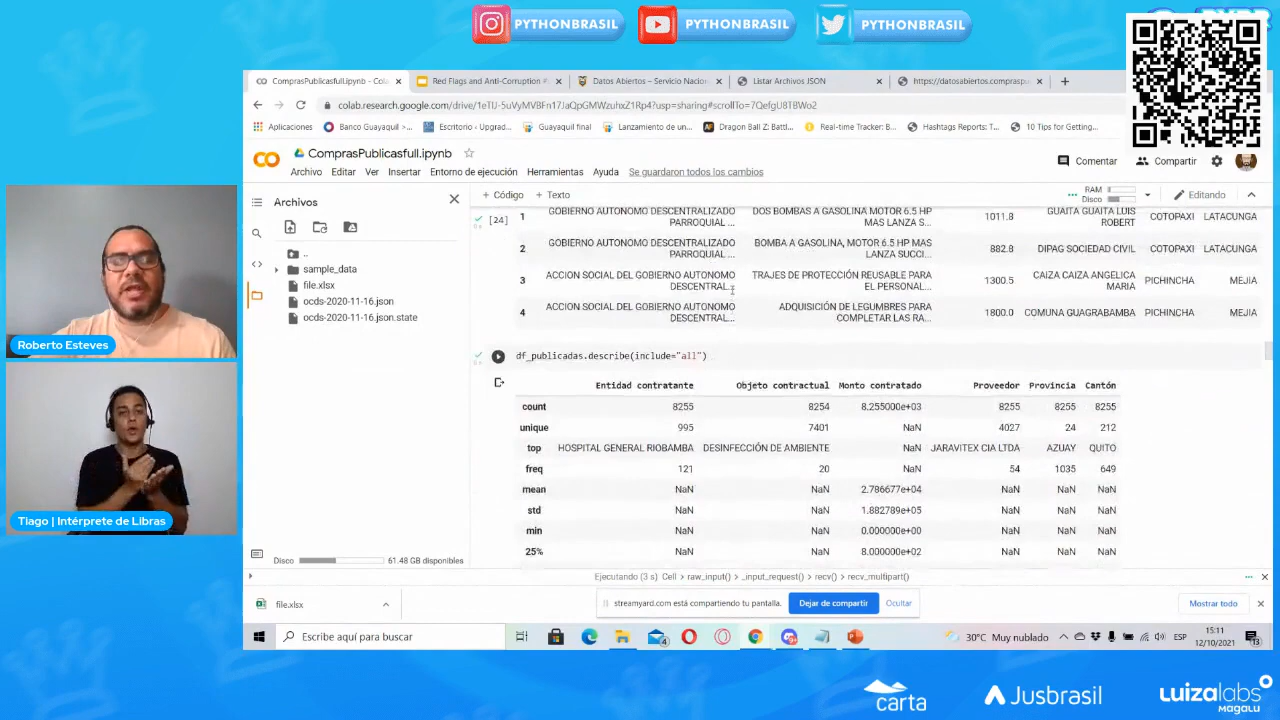 PYTHONBRASIL
PYTHONBRASIL
PYTHONBRASIL
ComprasPublicasfull.ipynb - Cola
Red Flags and Anti-Corruption P
Datos Abiertos – Servicio Nacion
Listar Archivos JSON
https://datosabiertos.compraspu
colab.research.google.com/drive/1eTlJ-5uVyMVBFn17JaQpGMWzuhxZ1Rp4?usp=sharing#scrollTo=7QefgU8TBWo2
Aplicaciones
Banco Guayaquil >...
Escritorio ‹ Upgrad...
Guayaquil final
Lanzamiento de un...
Dragon Ball Z: Battl...
Real-time Tracker: B...
Hashtags Reports: T...
10 Tips for Getting...
ComprasPublicasfull.ipynb
Comentar
Compartir
Archivo Editar Ver Insertar Entorno de ejecución Herramientas Ayuda Se guardaron todos los cambios
Archivos
+ Código + Texto
RAM
Disco
Editando
..
sample_data
file.xlsx
ocds-2020-11-16.json
ocds-2020-11-16.json.state
Disco
61.48 GB disponibles
[24]
1 GOBIERNO AUTONOMO DESCENTRALIZADO PARROQUIAL ... DOS BOMBAS A GASOLINA MOTOR 6.5 HP MAS LANZA S... 1011.8 GUAITA GUAITA LUIS ROBERT COTOPAXI LATACUNGA
2 GOBIERNO AUTONOMO DESCENTRALIZADO PARROQUIAL ... BOMBA A GASOLINA, MOTOR 6.5 HP MAS LANZA SUCCI... 882.8 DIPAG SOCIEDAD CIVIL COTOPAXI LATACUNGA
3 ACCION SOCIAL DEL GOBIERNO AUTONOMO DESCENTRAL... TRAJES DE PROTECCIÓN REUSABLE PARA EL PERSONAL... 1300.5 CAIZA CAIZA ANGELICA MARIA PICHINCHA MEJIA
4 ACCION SOCIAL DEL GOBIERNO AUTONOMO DESCENTRAL... ADQUISICIÓN DE LEGUMBRES PARA COMPLETAR LAS RA... 1800.0 COMUNA GUAGRABAMBA PICHINCHA MEJIA
df_publicadas.describe(include="all")
Entidad contratante Objeto contractual Monto contratado Proveedor Provincia Cantón
count 8255 8254 8.255000e+03 8255 8255 8255
unique 995 7401 NaN 4027 24 212
top HOSPITAL GENERAL RIOBAMBA DESINFECCIÓN DE AMBIENTE NaN JARAVITEX CIA LTDA AZUAY QUITO
freq 121 20 NaN 54 1035 649
mean NaN NaN 2.786677e+04 NaN NaN NaN
std NaN NaN 1.882789e+05 NaN NaN NaN
min NaN NaN 0.000000e+00 NaN NaN NaN
25% NaN NaN 8.000000e+02 NaN NaN NaN
Ejecutando (3 s) Cell > raw_input() > _input_request() > recv() > recv_multipart()
file.xlsx
streamyard.com está compartiendo tu pantalla.
Dejar de compartir
Ocultar
Mostrar todo
Escribe aquí para buscar
4
30°C Muy nublado
ESP
15:11
12/10/2021
13
Roberto Esteves
Tiago | Intérprete de Libras
carta
Jusbrasil
luizalabs
MAGALU